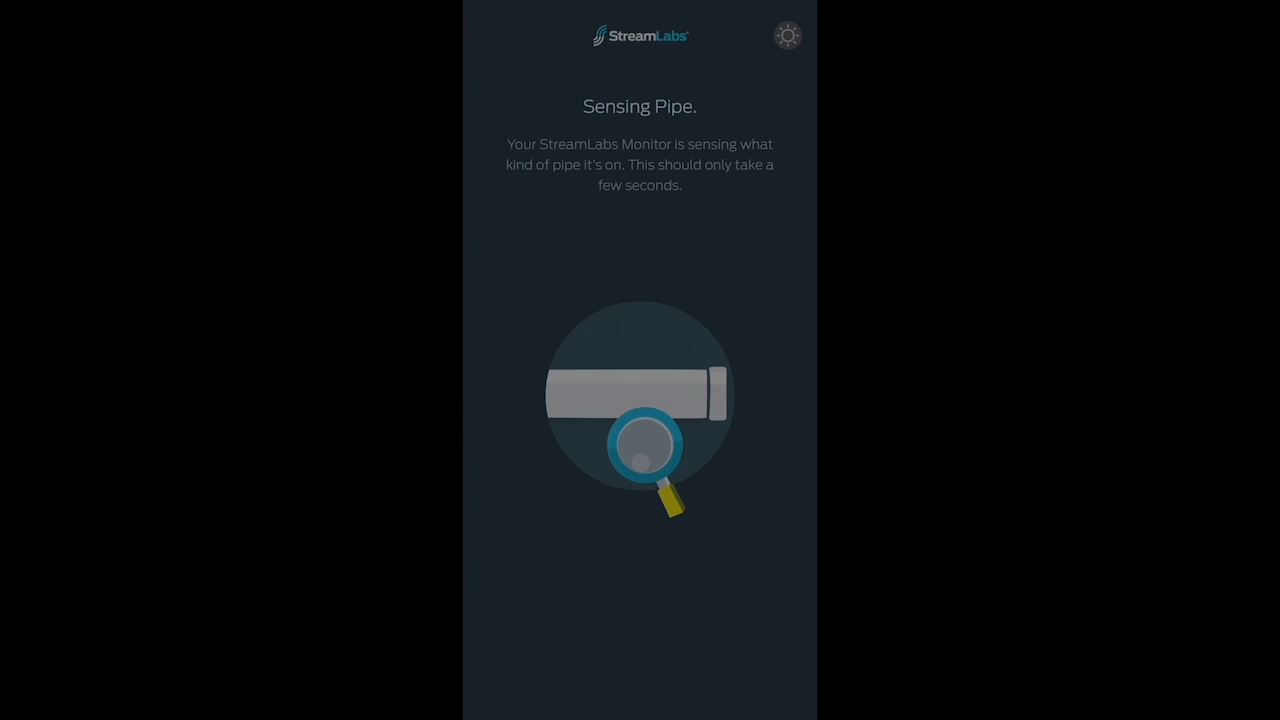 StreamLabs
Sensing Pipe.
Your StreamLabs Monitor is sensing what
kind of pipe it's on. This should only take a
few seconds.